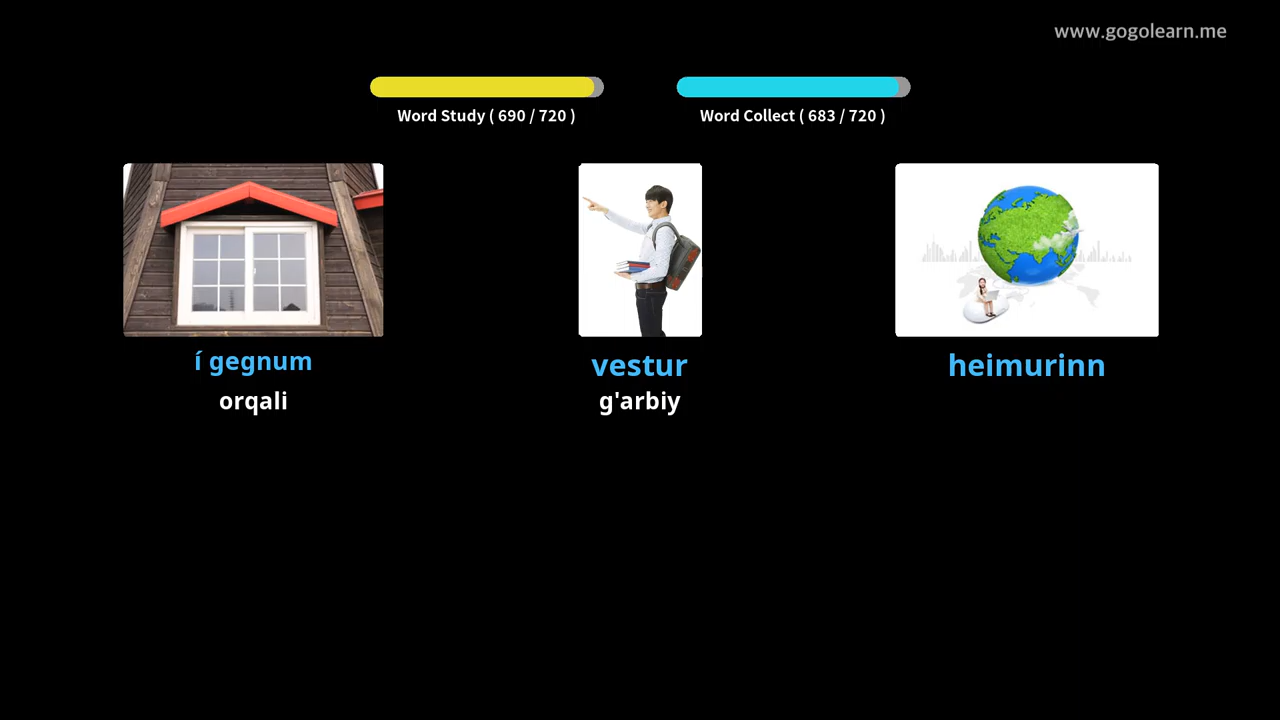 www.gogolearn.me
Word Study ( 690 / 720 )
Word Collect ( 683 / 720 )
í gegnum
orqali
vestur
g'arbiy
heimurinn